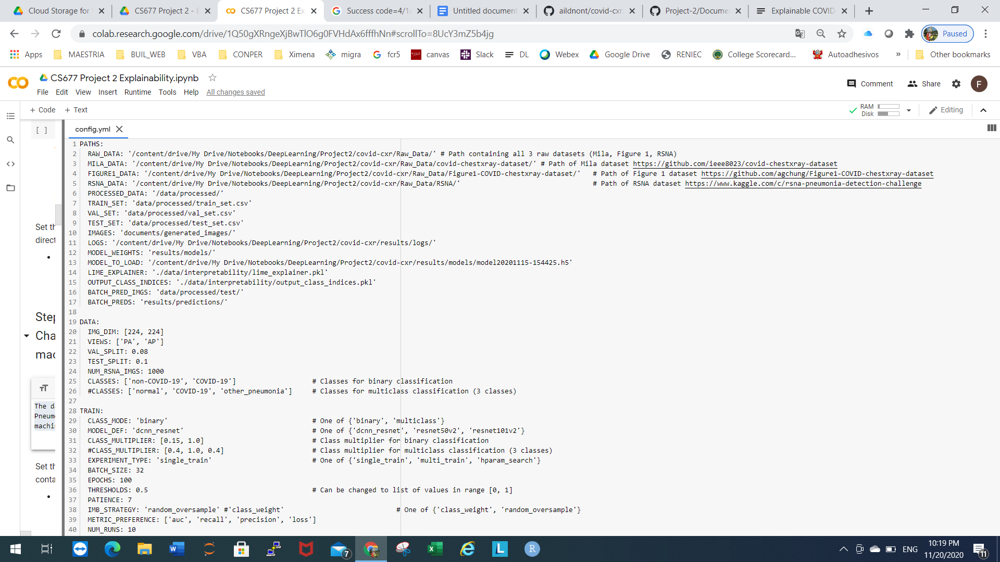 Cloud Storage for
CS677 Project 2 - E
CS677 Project 2 Ex
Success code=4/1
Untitled document
aildnont/covid-cxr
Project-2/Docume
Explainable COVID
colab.research.google.com/drive/1Q50gXRngeXjBwTlO6g0FVHdAx6fffhNn#scrollTo=8UcY3mZ5b4jg
Paused
Apps MAESTRIA BUIL_WEB VBA CONPER Ximena migra fcr5 canvas Slack DL Webex Google Drive RENIEC College Scorecard... Autoadhesivos » Other bookmarks
CS677 Project 2 Explainability.ipynb
Comment Share F
File Edit View Insert Runtime Tools Help All changes saved
+ Code + Text
RAM
Disk
Editing
[ ]
config.yml
1 PATHS:
2 RAW_DATA: '/content/drive/My Drive/Notebooks/DeepLearning/Project2/covid-cxr/Raw_Data/' # Path containing all 3 raw datasets (Mila, Figure 1, RSNA)
3 MILA_DATA: '/content/drive/My Drive/Notebooks/DeepLearning/Project2/covid-cxr/Raw_Data/covid-chestxray-dataset/' # Path of Mila dataset https://github.com/ieee8023/covid-chestxray-dataset
4 FIGURE1_DATA: '/content/drive/My Drive/Notebooks/DeepLearning/Project2/covid-cxr/Raw_Data/Figure1-COVID-chestxray-dataset/' # Path of Figure 1 dataset https://github.com/agchung/Figure1-COVID-chestxray-dataset
5 RSNA_DATA: '/content/drive/My Drive/Notebooks/DeepLearning/Project2/covid-cxr/Raw_Data/RSNA/' # Path of RSNA dataset https://www.kaggle.com/c/rsna-pneumonia-detection-challenge
6 PROCESSED_DATA: '/data/processed/'
7 TRAIN_SET: 'data/processed/train_set.csv'
8 VAL_SET: 'data/processed/val_set.csv'
9 TEST_SET: 'data/processed/test_set.csv'
10 IMAGES: 'documents/generated_images/'
11 LOGS: '/content/drive/My Drive/Notebooks/DeepLearning/Project2/covid-cxr/results/logs/'
12 MODEL_WEIGHTS: 'results/models/'
13 MODEL_TO_LOAD: '/content/drive/My Drive/Notebooks/DeepLearning/Project2/covid-cxr/results/models/model20201115-154425.h5'
14 LIME_EXPLAINER: './data/interpretability/lime_explainer.pkl'
15 OUTPUT_CLASS_INDICES: './data/interpretability/output_class_indices.pkl'
16 BATCH_PRED_IMGS: 'data/processed/test/'
17 BATCH_PREDS: 'results/predictions/'
18
19 DATA:
20 IMG_DIM: [224, 224]
21 VIEWS: ['PA', 'AP']
22 VAL_SPLIT: 0.08
23 TEST_SPLIT: 0.1
24 NUM_RSNA_IMGS: 1000
25 CLASSES: ['non-COVID-19', 'COVID-19'] # Classes for binary classification
26 #CLASSES: ['normal', 'COVID-19', 'other_pneumonia'] # Classes for multiclass classification (3 classes)
27
28 TRAIN:
29 CLASS_MODE: 'binary' # One of {'binary', 'multiclass'}
30 MODEL_DEF: 'dcnn_resnet' # One of {'dcnn_resnet', 'resnet50v2', 'resnet101v2'}
31 CLASS_MULTIPLIER: [0.15, 1.0] # Class multiplier for binary classification
32 #CLASS_MULTIPLIER: [0.4, 1.0, 0.4] # Class multiplier for multiclass classification (3 classes)
33 EXPERIMENT_TYPE: 'single_train' # One of {'single_train', 'multi_train', 'hparam_search'}
34 BATCH_SIZE: 32
35 EPOCHS: 100
36 THRESHOLDS: 0.5 # Can be changed to list of values in range [0, 1]
37 PATIENCE: 7
38 IMB_STRATEGY: 'random_oversample' #'class_weight' # One of {'class_weight', 'random_oversample'}
39 METRIC_PREFERENCE: ['auc', 'recall', 'precision', 'loss']
40 NUM_RUNS: 10
Set th
direct
Step
Cha
mac
The d
Pneum
machi
Set th
conta
7
ENG
10:19 PM
11/20/2020
11